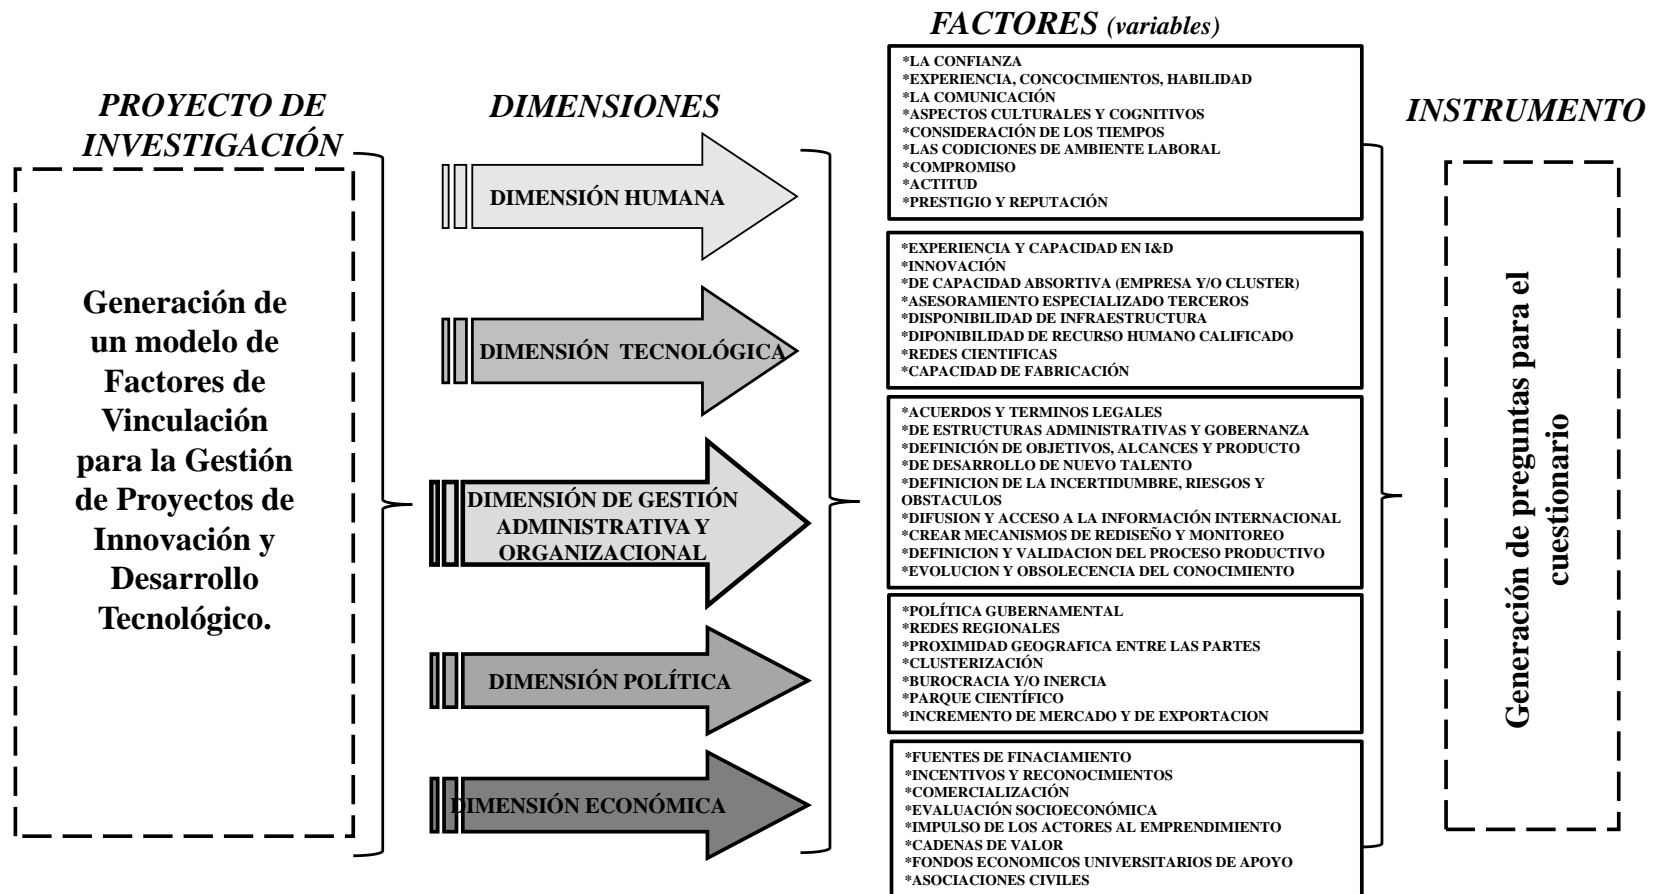 PROYECTO DE
INVESTIGACIÓN
Generación de
un modelo de
Factores de
Vinculación
para la Gestión
de Proyectos de
Innovación y
Desarrollo
Tecnológico.
DIMENSIONES
DIMENSIÓN HUMANA
DIMENSIÓN TECNOLÓGICA
DIMENSIÓN DE GESTIÓN
ADMINISTRATIVA Y
ORGANIZACIONAL
DIMENSIÓN POLÍTICA
DIMENSIÓN ECONÓMICA
FACTORES (variables)
*LA CONFIANZA
*EXPERIENCIA, CONCOCIMIENTOS, HABILIDAD
*LA COMUNICACIÓN
*ASPECTOS CULTURALES Y COGNITIVOS
*CONSIDERACIÓN DE LOS TIEMPOS
*LAS CODICIONES DE AMBIENTE LABORAL
*COMPROMISO
*ACTITUD
*PRESTIGIO Y REPUTACIÓN
*EXPERIENCIA Y CAPACIDAD EN I&D
*INNOVACIÓN
*DE CAPACIDAD ABSORTIVA (EMPRESA Y/O CLUSTER)
*ASESORAMIENTO ESPECIALIZADO TERCEROS
*DISPONIBILIDAD DE INFRAESTRUCTURA
*DIPONIBILIDAD DE RECURSO HUMANO CALIFICADO
*REDES CIENTIFICAS
*CAPACIDAD DE FABRICACIÓN
*ACUERDOS Y TERMINOS LEGALES
*DE ESTRUCTURAS ADMINISTRATIVAS Y GOBERNANZA
*DEFINICIÓN DE OBJETIVOS, ALCANCES Y PRODUCTO
*DE DESARROLLO DE NUEVO TALENTO
*DEFINICION DE LA INCERTIDUMBRE, RIESGOS Y
OBSTACULOS
*DIFUSION Y ACCESO A LA INFORMACIÓN INTERNACIONAL
*CREAR MECANISMOS DE REDISEÑO Y MONITOREO
*DEFINICION Y VALIDACION DEL PROCESO PRODUCTIVO
*EVOLUCION Y OBSOLECENCIA DEL CONOCIMIENTO
*POLÍTICA GUBERNAMENTAL
*REDES REGIONALES
*PROXIMIDAD GEOGRAFICA ENTRE LAS PARTES
*CLUSTERIZACIÓN
*BUROCRACIA Y/O INERCIA
*PARQUE CIENTÍFICO
*INCREMENTO DE MERCADO Y DE EXPORTACION
*FUENTES DE FINACIAMIENTO
*INCENTIVOS Y RECONOCIMIENTOS
*COMERCIALIZACIÓN
*EVALUACIÓN SOCIOECONÓMICA
*IMPULSO DE LOS ACTORES AL EMPRENDIMIENTO
*CADENAS DE VALOR
*FONDOS ECONOMICOS UNIVERSITARIOS DE APOYO
*ASOCIACIONES CIVILES
INSTRUMENTO
Generación de preguntas para el
cuestionario